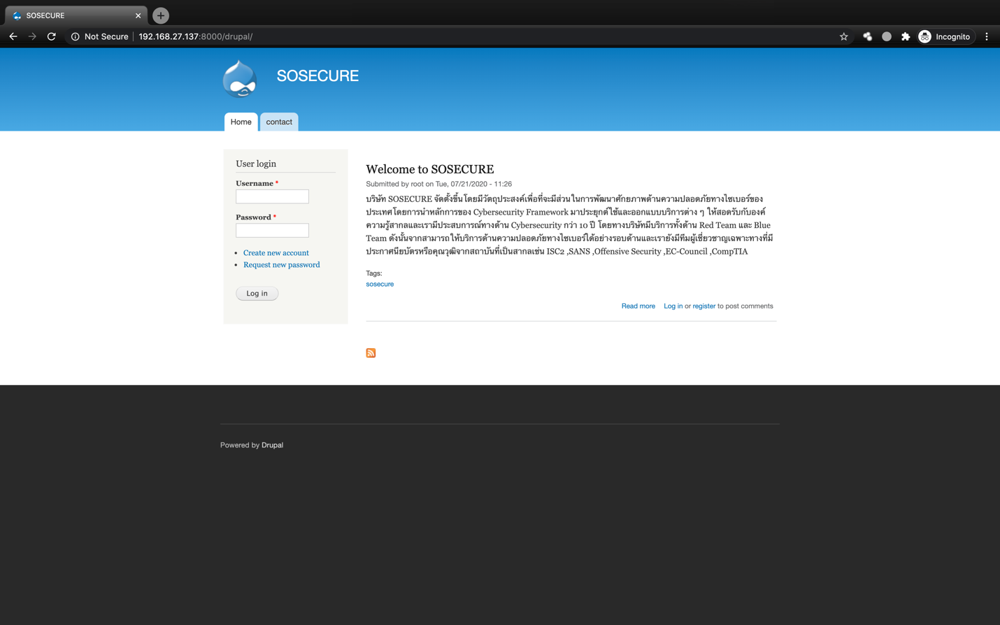 SOSECURE
Not Secure
192.168.27.137:8000/drupal/
Incognito
SOSECURE
Home
contact
User login
Username *
Password *
Create new account
Request new password
Log in
Welcome to SOSECURE
Submitted by root on Tue, 07/21/2020 - 11:26
บริษัท SOSECURE จัดตั้งขึ้นโดยมีวัตถุประสงค์เพื่อที่จะมีส่วนในการพัฒนาศักยภาพด้านความปลอดภัยทางไซเบอร์ของ
ประเทศโดยการนำหลักการของ Cybersecurity Framework มาประยุกต์ใช้และออกแบบบริการต่าง ๆ ให้สอดรับกับองค์
ความรู้สากลและเรามีประสบการณ์ทางด้าน Cybersecurity กว่า 10 ปี โดยทางบริษัทมีบริการทั้งด้าน Red Team และ Blue
Team ดังนั้นจากสามารถให้บริการด้านความปลอดภัยทางไซเบอร์ได้อย่างรอบด้านและเรายังมีทีมผู้เชี่ยวชาญเฉพาะทางที่มี
ประกาศนียบัตรหรือคุณวุฒิจากสถาบันที่เป็นสากลเช่น ISC2 ,SANS ,Offensive Security ,EC-Council ,CompTIA
Tags:
sosecure
Read more Log in or register to post comments
Powered by Drupal